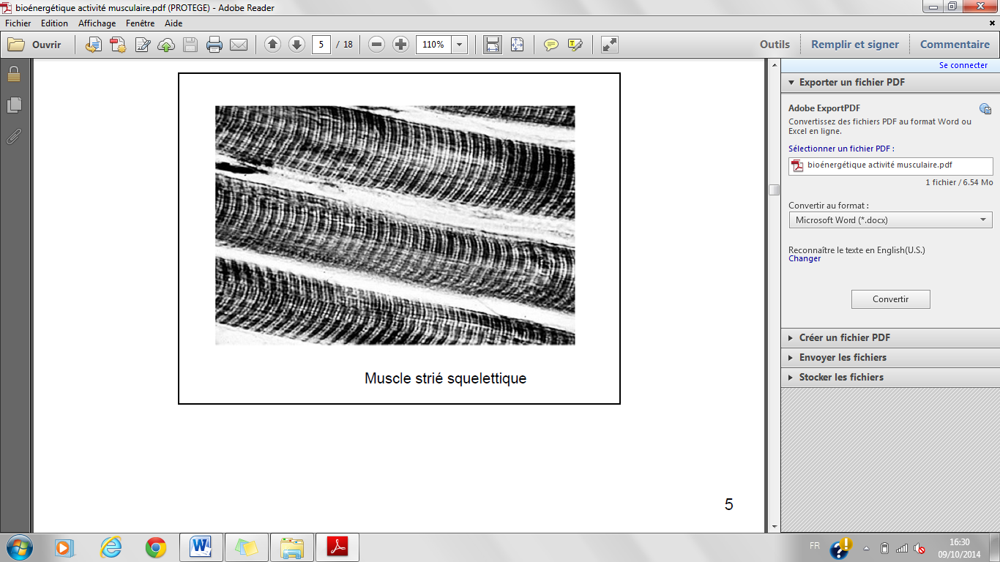 bioénergétique activité musculaire.pdf (PROTEGE) - Adobe Reader
Fichier Edition Affichage Fenêtre Aide
Ouvrir 5 / 18 110% Outils Remplir et signer Commentaire
Se connecter
Exporter un fichier PDF
Adobe ExportPDF
Convertissez des fichiers PDF au format Word ou
Excel en ligne.
Sélectionner un fichier PDF :
bioénergétique activité musculaire.pdf
1 fichier / 6.54 Mo
Convertir au format :
Microsoft Word (*.docx)
Reconnaître le texte en English(U.S.)
Changer
Convertir
Créer un fichier PDF
Envoyer les fichiers
Stocker les fichiers
Muscle strié squelettique
5
FR
16:30
09/10/2014